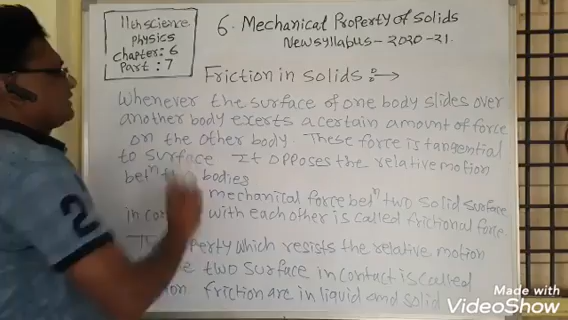 11th science.
Physics
chapter: 6
Part: 7
6. Mechanical Property of Solids
New syllabus - 2020-21.
Friction in solids
Whenever the surface of one body slides over
another body exerts a certain amount of force
on the other body. These force is tangential
to surface It opposes the relative motion
betn the bodies
mechanical force betn two solid surface
in with each other is called frictional force.
which resists the relative motion
two surface in contact is called
friction are in liquid and solid
Made with
VideoShow